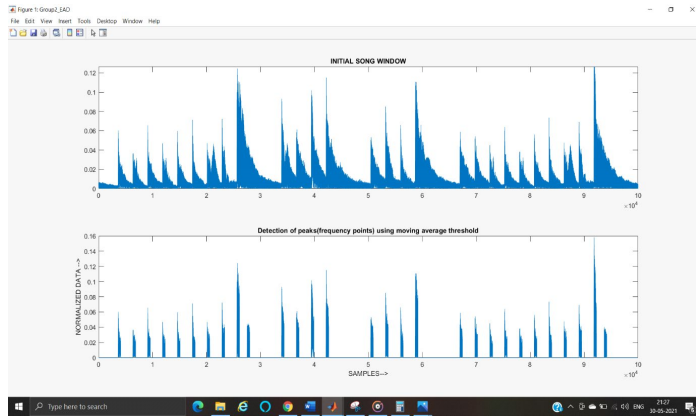 Figure 1: Group2_EAO
File Edit View Insert Tools Desktop Window Help
INITIAL SONG WINDOW
0.12
0.1
0.08
0.06
0.04
0.02
0
0 1 2 3 4 5 6 7 8 9 10
×10⁴
Detection of peaks(frequency points) using moving average threshold
NORMALIZED DATA -->
0.16
0.14
0.12
0.1
0.08
0.06
0.04
0.02
0
0 1 2 3 4 5 6 7 8 9 10
SAMPLES-->
×10⁴
Type here to search
ENG
21:27
30-05-2021